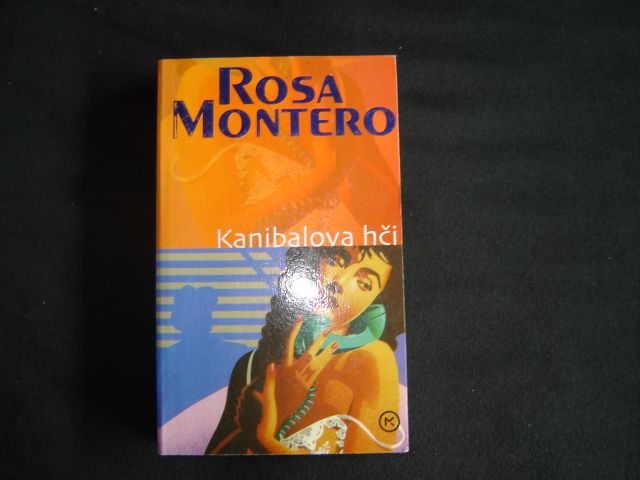 ROSA
MONTERO
Kanibalova hči
M